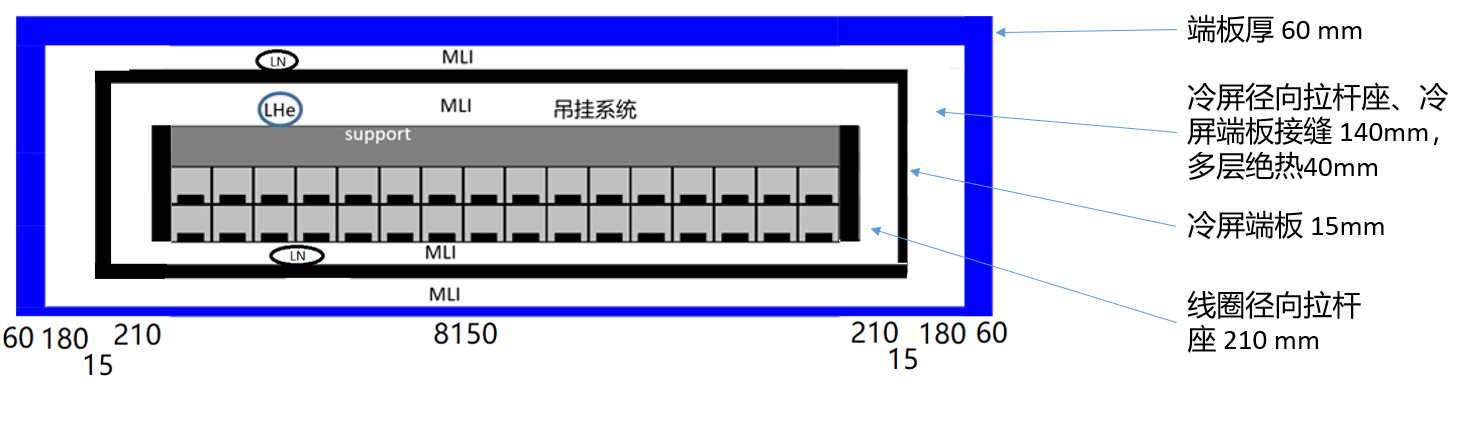 MLI
LN
端板厚 60 mm
LHe
MLI
吊挂系统
冷屏径向拉杆座、冷
屏端板接缝 140mm,
多层绝热40mm
support
冷屏端板 15mm
LN
MLI
MLI
线圈径向拉杆
座 210 mm
60 180 210 8150 210 180 60
15 15